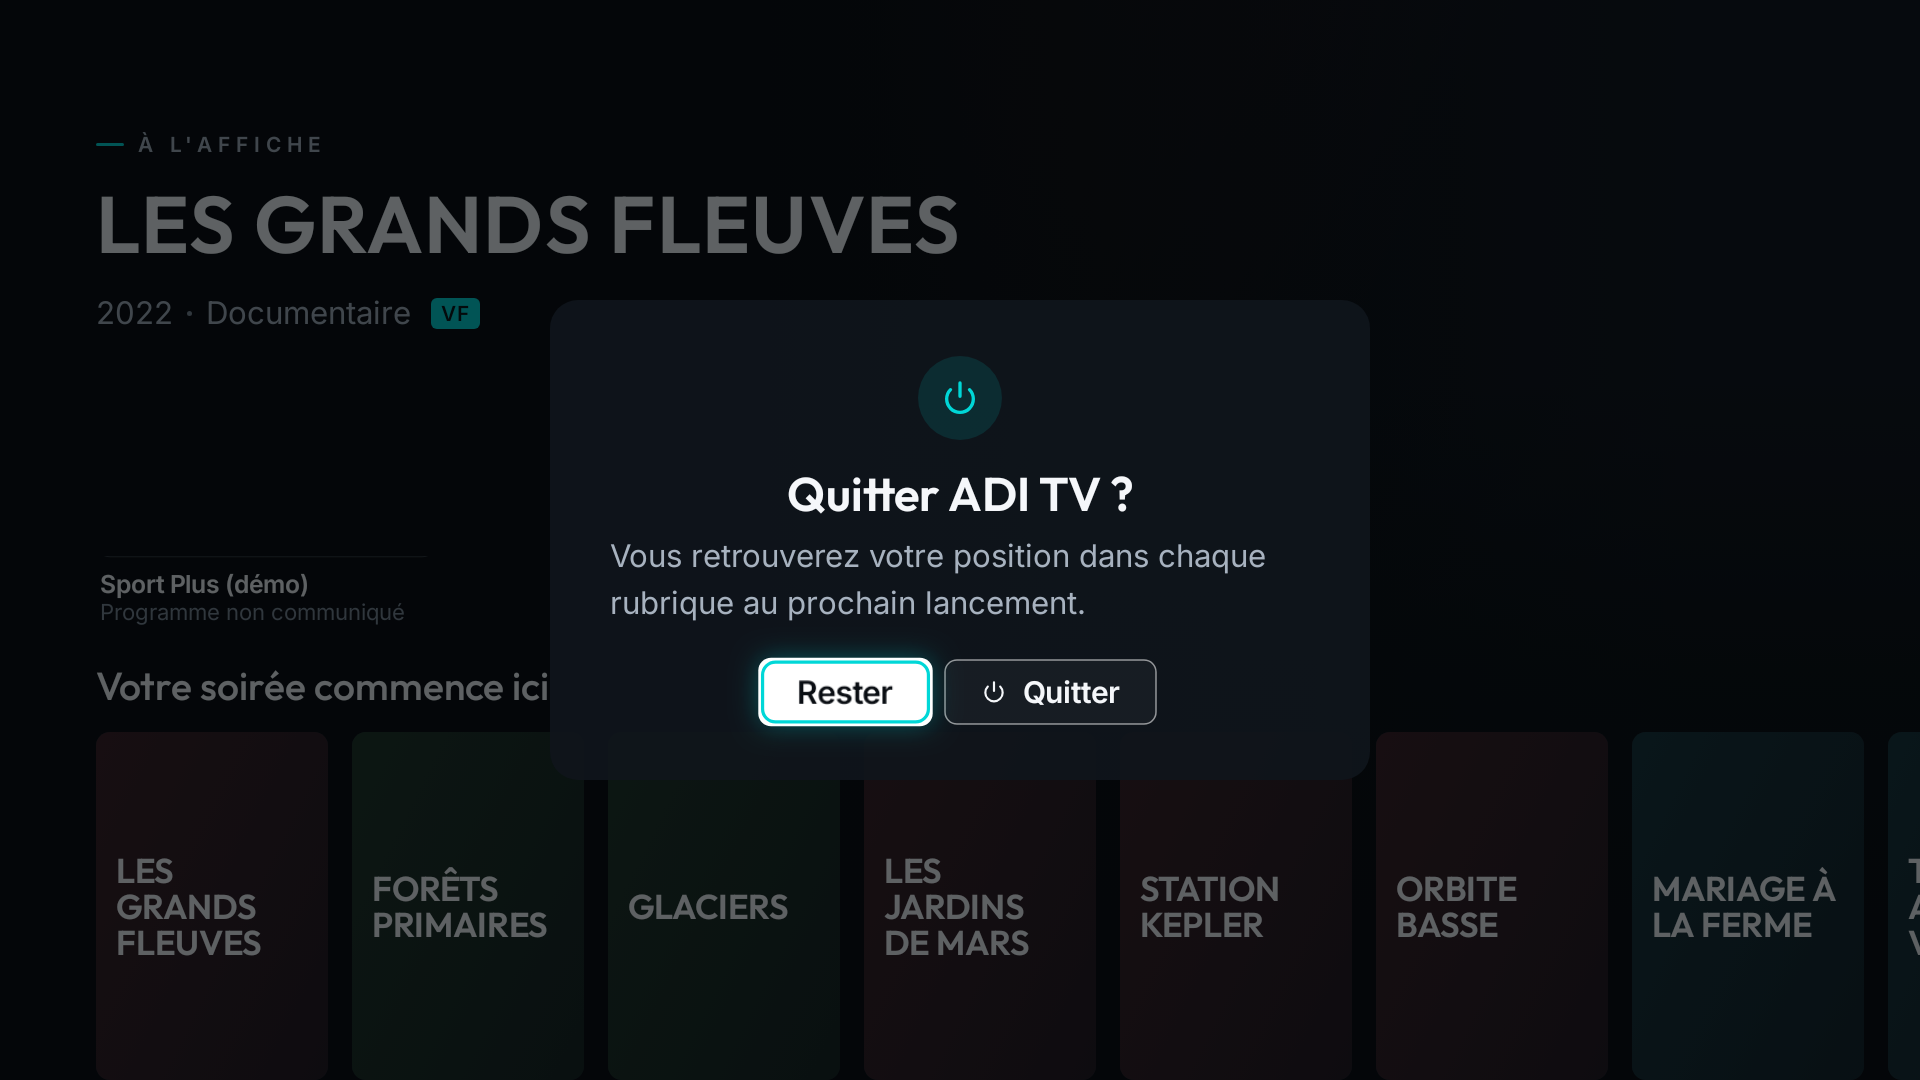 À L'AFFICHE
LES GRANDS FLEUVES
2022 · Documentaire VF
Quitter ADI TV ?
Vous retrouverez votre position dans chaque
rubrique au prochain lancement.
Rester
Quitter
Sport Plus (démo)
Programme non communiqué
Votre soirée commence ici
LES
GRANDS
FLEUVES
FORÊTS
PRIMAIRES
GLACIERS
LES
JARDINS
DE MARS
STATION
KEPLER
ORBITE
BASSE
MARIAGE À
LA FERME